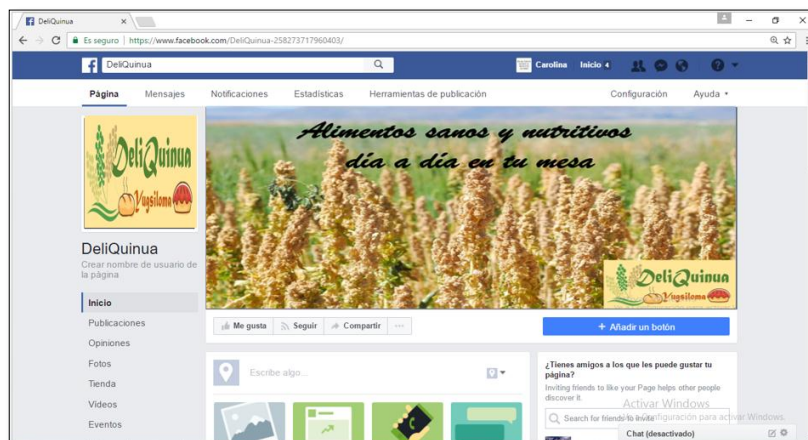 DeliQuinua
Es seguro | https://www.facebook.com/DeliQuinua-258273717960403/
DeliQuinua
Carolina Inicio 4
Página Mensajes Notificaciones Estadísticas Herramientas de publicación Configuración Ayuda
Alimentos sanos y nutritivos
día a día en tu mesa
DeliQuinua
Yugsiloma
DeliQuinua
Yugsiloma
DeliQuinua
Crear nombre de usuario de
la página
Inicio
Publicaciones
Opiniones
Fotos
Tienda
Videos
Eventos
Me gusta Seguir Compartir ...
+ Añadir un botón
Escribe algo...
¿Tienes amigos a los que les puede gustar tu
página?
Inviting friends to like your Page helps other people
discover it.
Search for friends to invite
Activar Windows
Configuración para activar Windows.
Chat (desactivado)